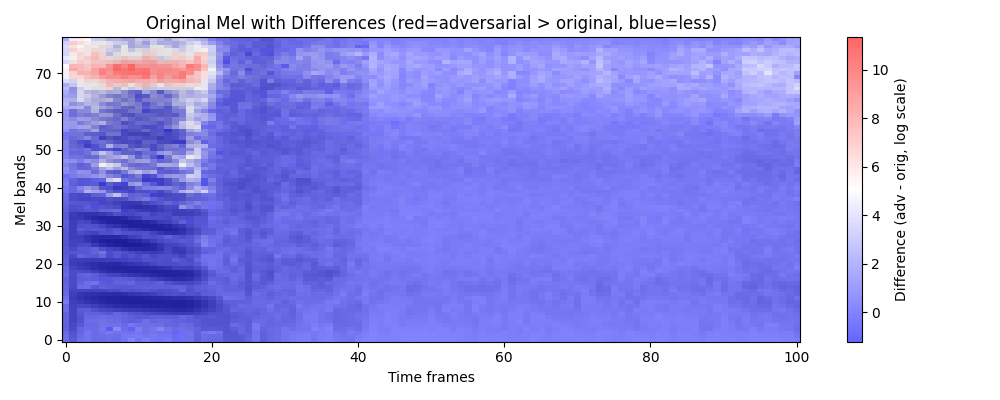 Original Mel with Differences (red=adversarial > original, blue=less)
Mel bands
70
60
50
40
30
20
10
0
0 20 40 60 80 100
Time frames
10
8
6
4
2
0
Difference (adv - orig, log scale)